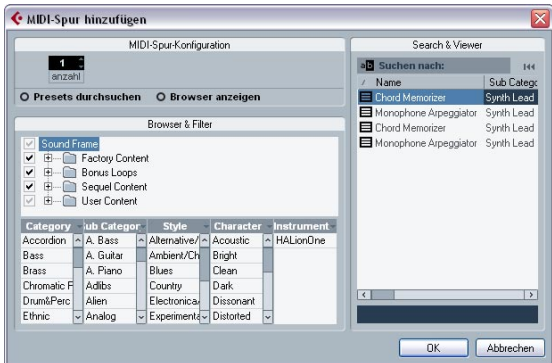 MIDI-Spur hinzufügen
MIDI-Spur-Konfiguration
1
anzahl
Presets durchsuchen Browser anzeigen
Browser & Filter
Sound Frame
Factory Content
Bonus Loops
Sequel Content
User Content
Category ub Categor Style Character Instrument
Accordion A. Bass Alternative/ Acoustic HALionOne
Bass A. Guitar Ambient/Ch Bright
Brass A. Piano Blues Clean
Chromatic F Adlibs Country Dark
Drum&Perc Alien Electronica Dissonant
Ethnic Analog Experimenta Distorted
Search & Viewer
ab Suchen nach:
Name Sub Catego
Chord Memorizer Synth Lead
Monophone Arpeggiator Synth Lead
Chord Memorizer Synth Lead
Monophone Arpeggiator Synth Lead
OK Abbrechen